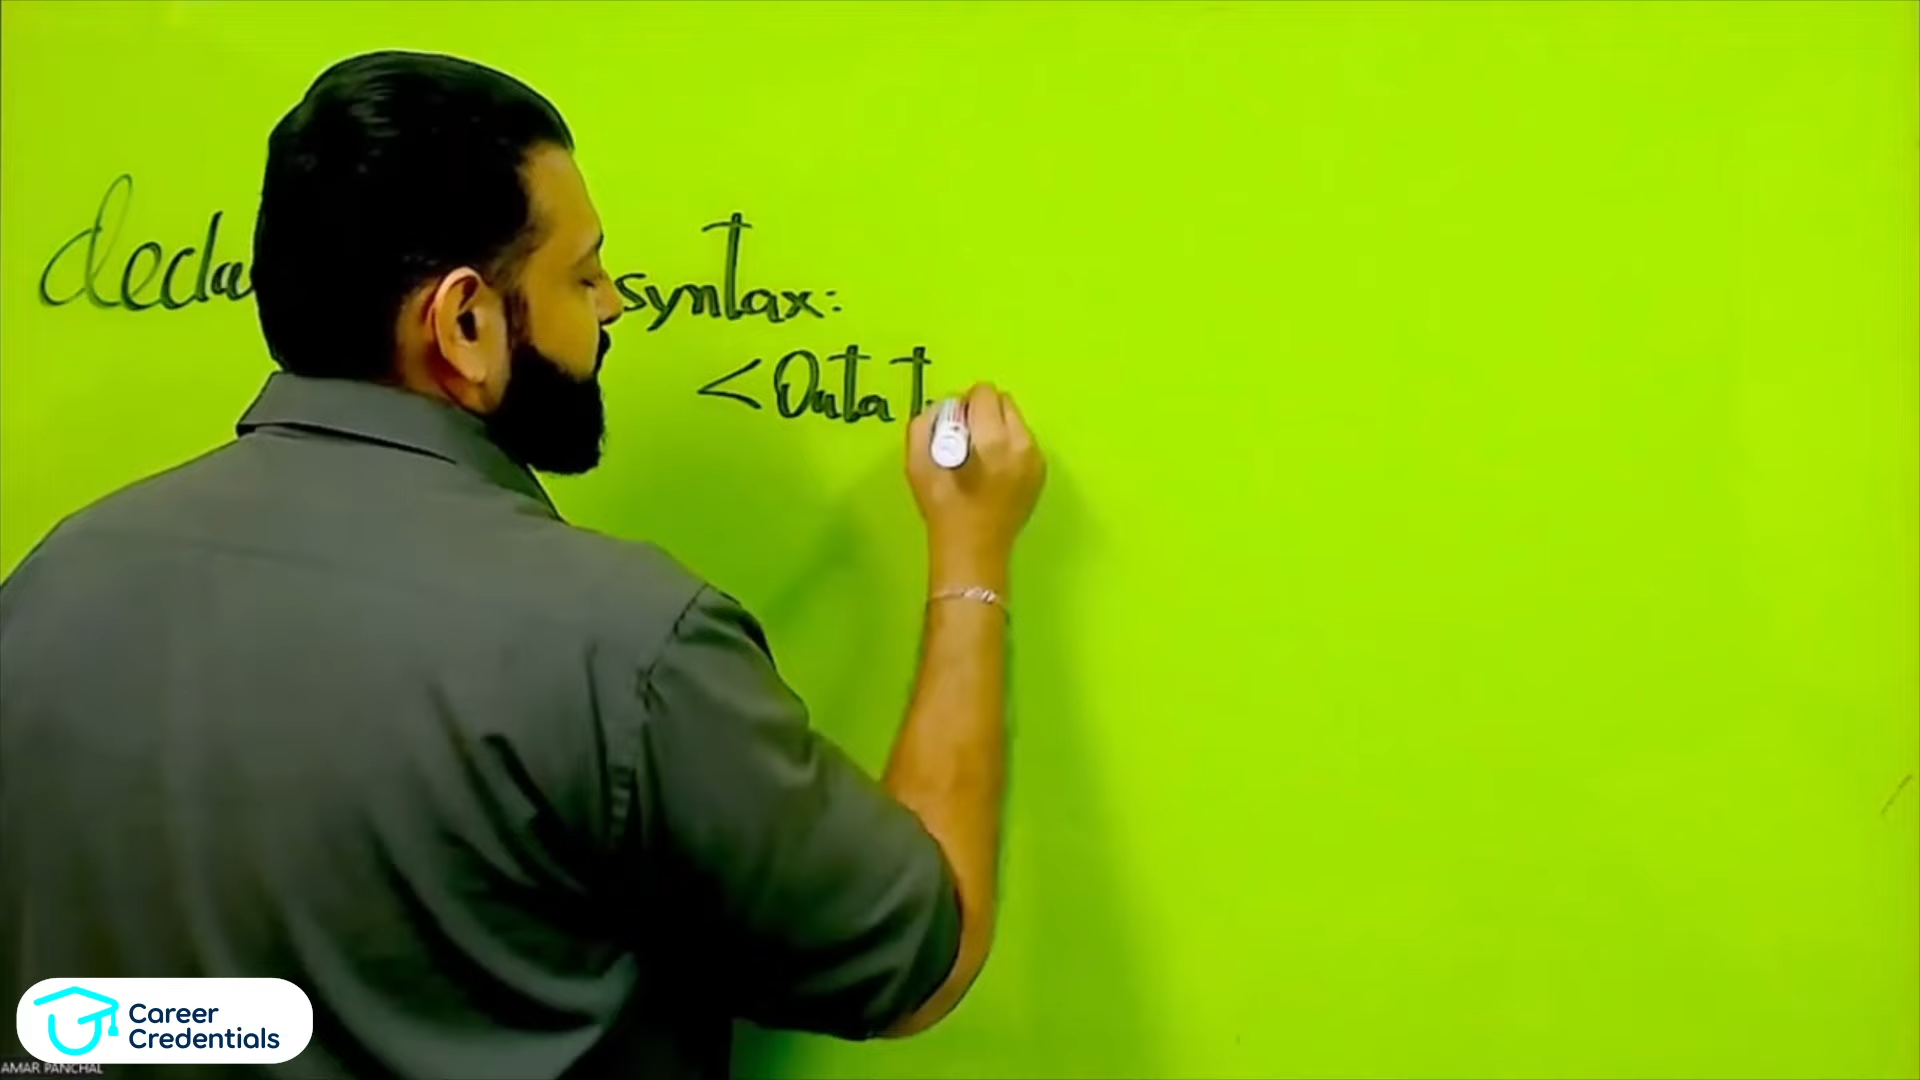 decla syntax:
<Data T
Career
Credentials
AMAR PANCHAL